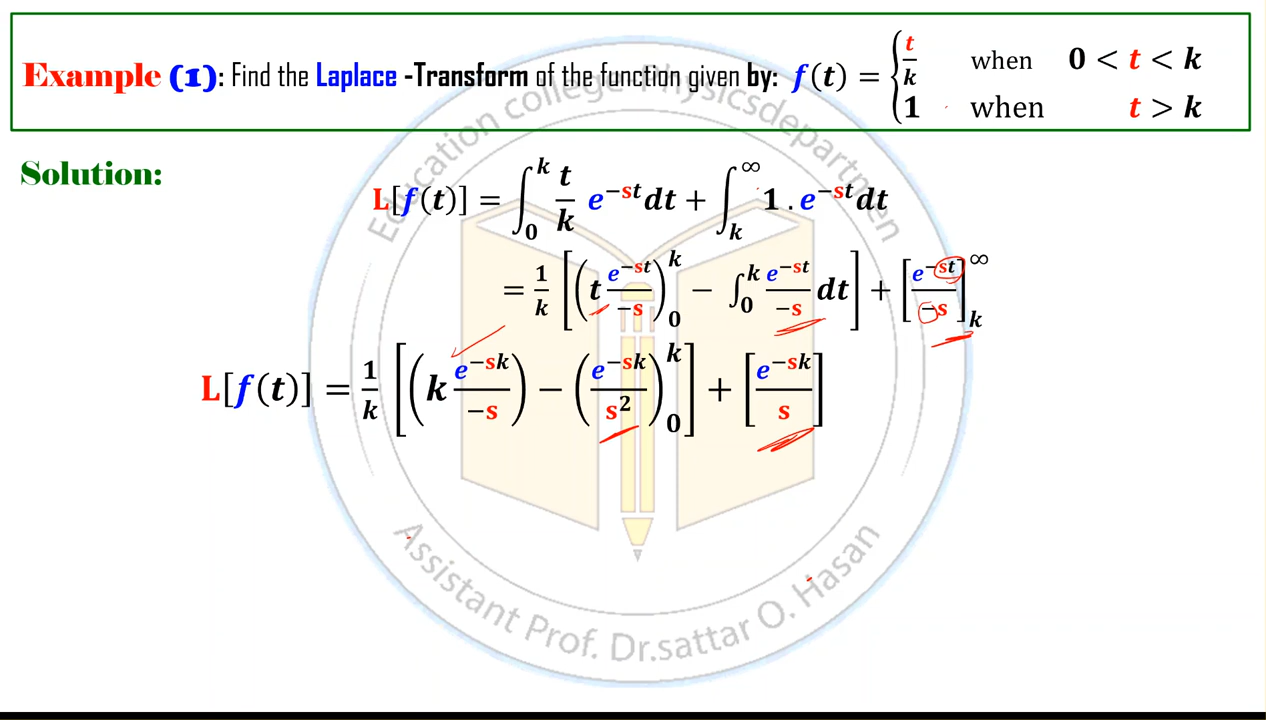 Example (1): Find the Laplace -Transform of the function given by: f(t) = { t/k when 0 < t < k
1 when t > k
Solution:
L[f(t)] = ∫₀ᵏ t/k e^(−st) dt + ∫ₖ^∞ 1 . e^(−st) dt
= 1/k [ ( t e^(−st)/−s )₀ᵏ − ∫₀ᵏ e^(−st)/−s dt ] + [ e^(−st)/−s ]ₖ^∞
L[f(t)] = 1/k [ ( k e^(−sk)/−s ) − ( e^(−sk)/s² )₀ᵏ ] + [ e^(−sk)/s ]
Education college - Physicsdepartmen
Assistant Prof. Dr.sattar O. Hasan